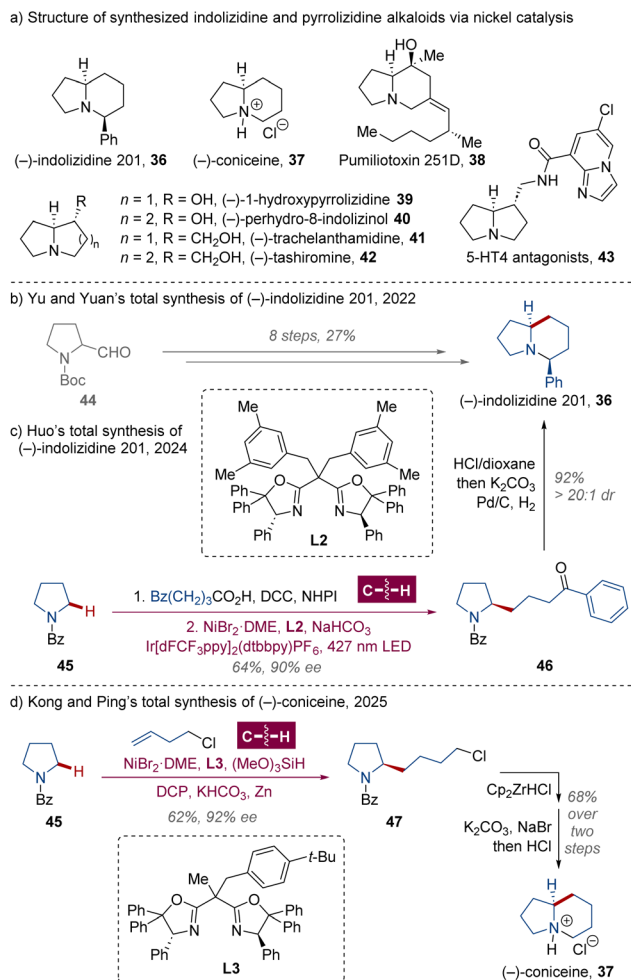 a) Structure of synthesized indolizidine and pyrrolizidine alkaloids via nickel catalysis
H
N
Ph
(–)-indolizidine 201, 36
H
N
H
Cl
(–)-coniceine, 37
HO
Me
H
N
Me
Me
Pumiliotoxin 251D, 38
Cl
O
NH
N
N
H
N
5-HT4 antagonists, 43
H
R
N
n
n = 1, R = OH, (–)-1-hydroxypyrrolizidine 39
n = 2, R = OH, (–)-perhydro-8-indolizinol 40
n = 1, R = CH2OH, (–)-trachelanthamidine, 41
n = 2, R = CH2OH, (–)-tashiromine, 42
b) Yu and Yuan's total synthesis of (–)-indolizidine 201, 2022
N
CHO
Boc
44
8 steps, 27%
H
N
Ph
(–)-indolizidine 201, 36
c) Huo's total synthesis of
(–)-indolizidine 201, 2024
Me
Me
Me
Me
Ph
Ph
O
N
O
N
Ph
Ph
Ph
Ph
L2
HCl/dioxane
then K2CO3
Pd/C, H2
92%
> 20:1 dr
H
N
Bz
45
1. Bz(CH2)3CO2H, DCC, NHPI
C H
2. NiBr2·DME, L2, NaHCO3
Ir[dFCF3ppy]2(dtbbpy)PF6, 427 nm LED
64%, 90% ee
O
N
Bz
46
d) Kong and Ping's total synthesis of (–)-coniceine, 2025
H
N
Bz
45
Cl
C H
NiBr2·DME, L3, (MeO)3SiH
DCP, KHCO3, Zn
62%, 92% ee
Cl
N
Bz
47
Cp2ZrHCl
K2CO3, NaBr
then HCl
68%
over
two
steps
t-Bu
Me
Ph
Ph
O
N
O
N
Ph
Ph
Ph
Ph
L3
H
N
H
Cl
(–)-coniceine, 37